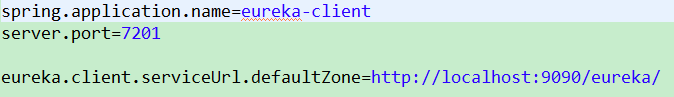 spring.application.name=eureka-client
server.port=7201
eureka.client.serviceUrl.defaultZone=http://localhost:9090/eureka/